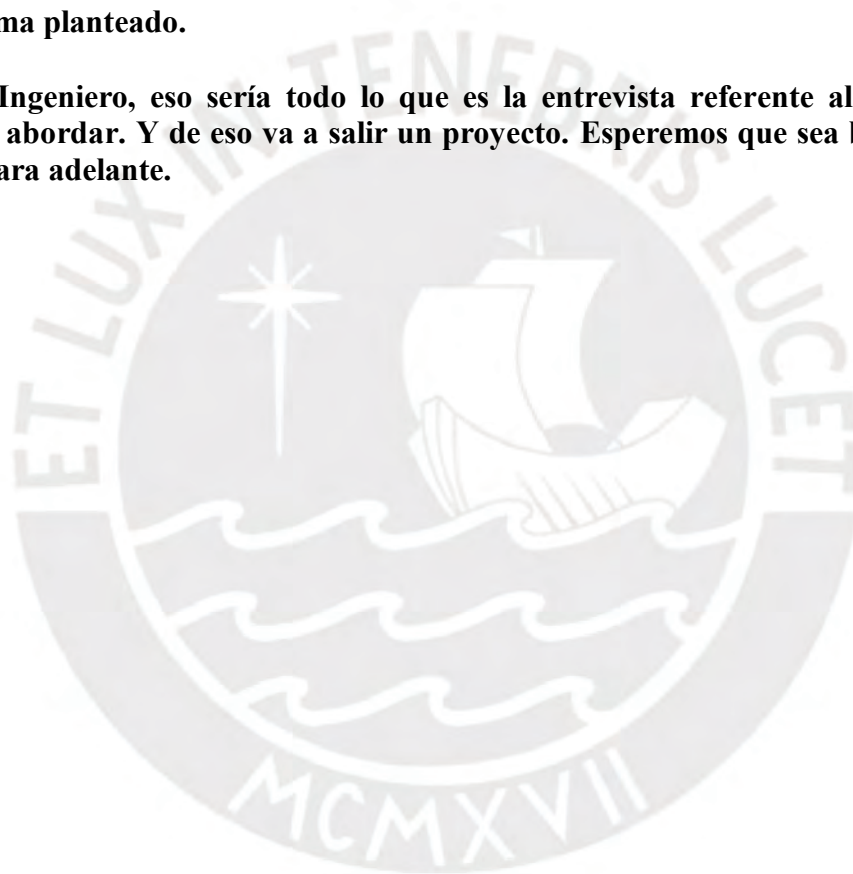 ma planteado.
Ingeniero, eso sería todo lo que es la entrevista referente al
abordar. Y de eso va a salir un proyecto. Esperemos que sea
ara adelante.
ET LUX IN TENEBRIS LUCET
MCMXVII